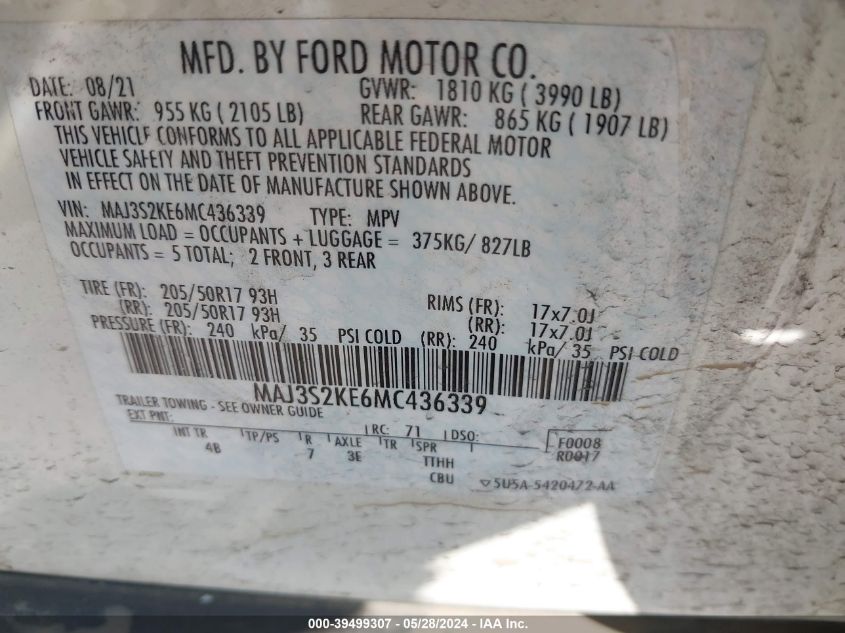 MFD. BY FORD MOTOR CO.
DATE: 08/21 GVWR: 1810 KG ( 3990 LB)
FRONT GAWR: 955 KG ( 2105 LB) REAR GAWR: 865 KG ( 1907 LB)
THIS VEHICLE CONFORMS TO ALL APPLICABLE FEDERAL MOTOR
VEHICLE SAFETY AND THEFT PREVENTION STANDARDS
IN EFFECT ON THE DATE OF MANUFACTURE SHOWN ABOVE.
VIN: MAJ3S2KE6MC436339 TYPE: MPV
MAXIMUM LOAD = OCCUPANTS + LUGGAGE = 375KG/ 827LB
OCCUPANTS = 5 TOTAL; 2 FRONT, 3 REAR
TIRE (FR): 205/50R17 93H RIMS (FR): 17x7.0J
(RR): 205/50R17 93H (RR): 17x7.0J
PRESSURE (FR): 240 kPa/ 35 PSI COLD (RR): 240 kPa/ 35 PSI COLD
MAJ3S2KE6MC436339
TRAILER TOWING - SEE OWNER GUIDE
EXT PNT: RC: 71 DSO: F0008
INT TR TP/PS R AXLE TR SPR R0017
4B 7 3E TTHH
CBU 5U5A-5420472-AA
000-39499307 - 05/28/2024 - IAA Inc.